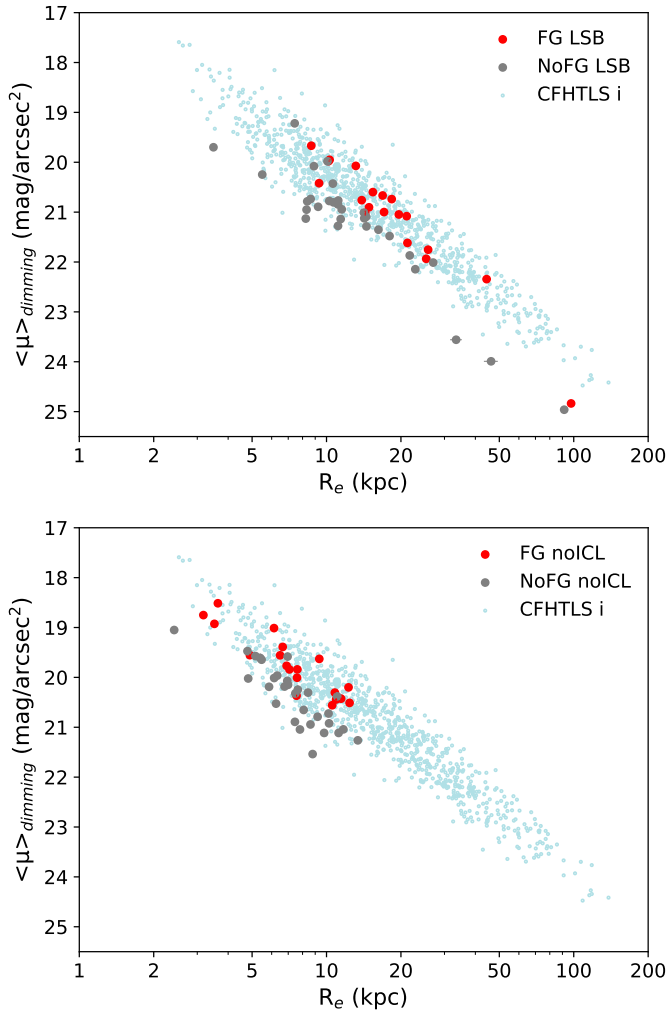 17
18
19
20
21
22
23
24
25
<μ>dimming (mag/arcsec²)
FG LSB
NoFG LSB
CFHTLS i
1 2 5 10 20 50 100 200
Re (kpc)
17
18
19
20
21
22
23
24
25
<μ>dimming (mag/arcsec²)
FG noICL
NoFG noICL
CFHTLS i
1 2 5 10 20 50 100 200
Re (kpc)